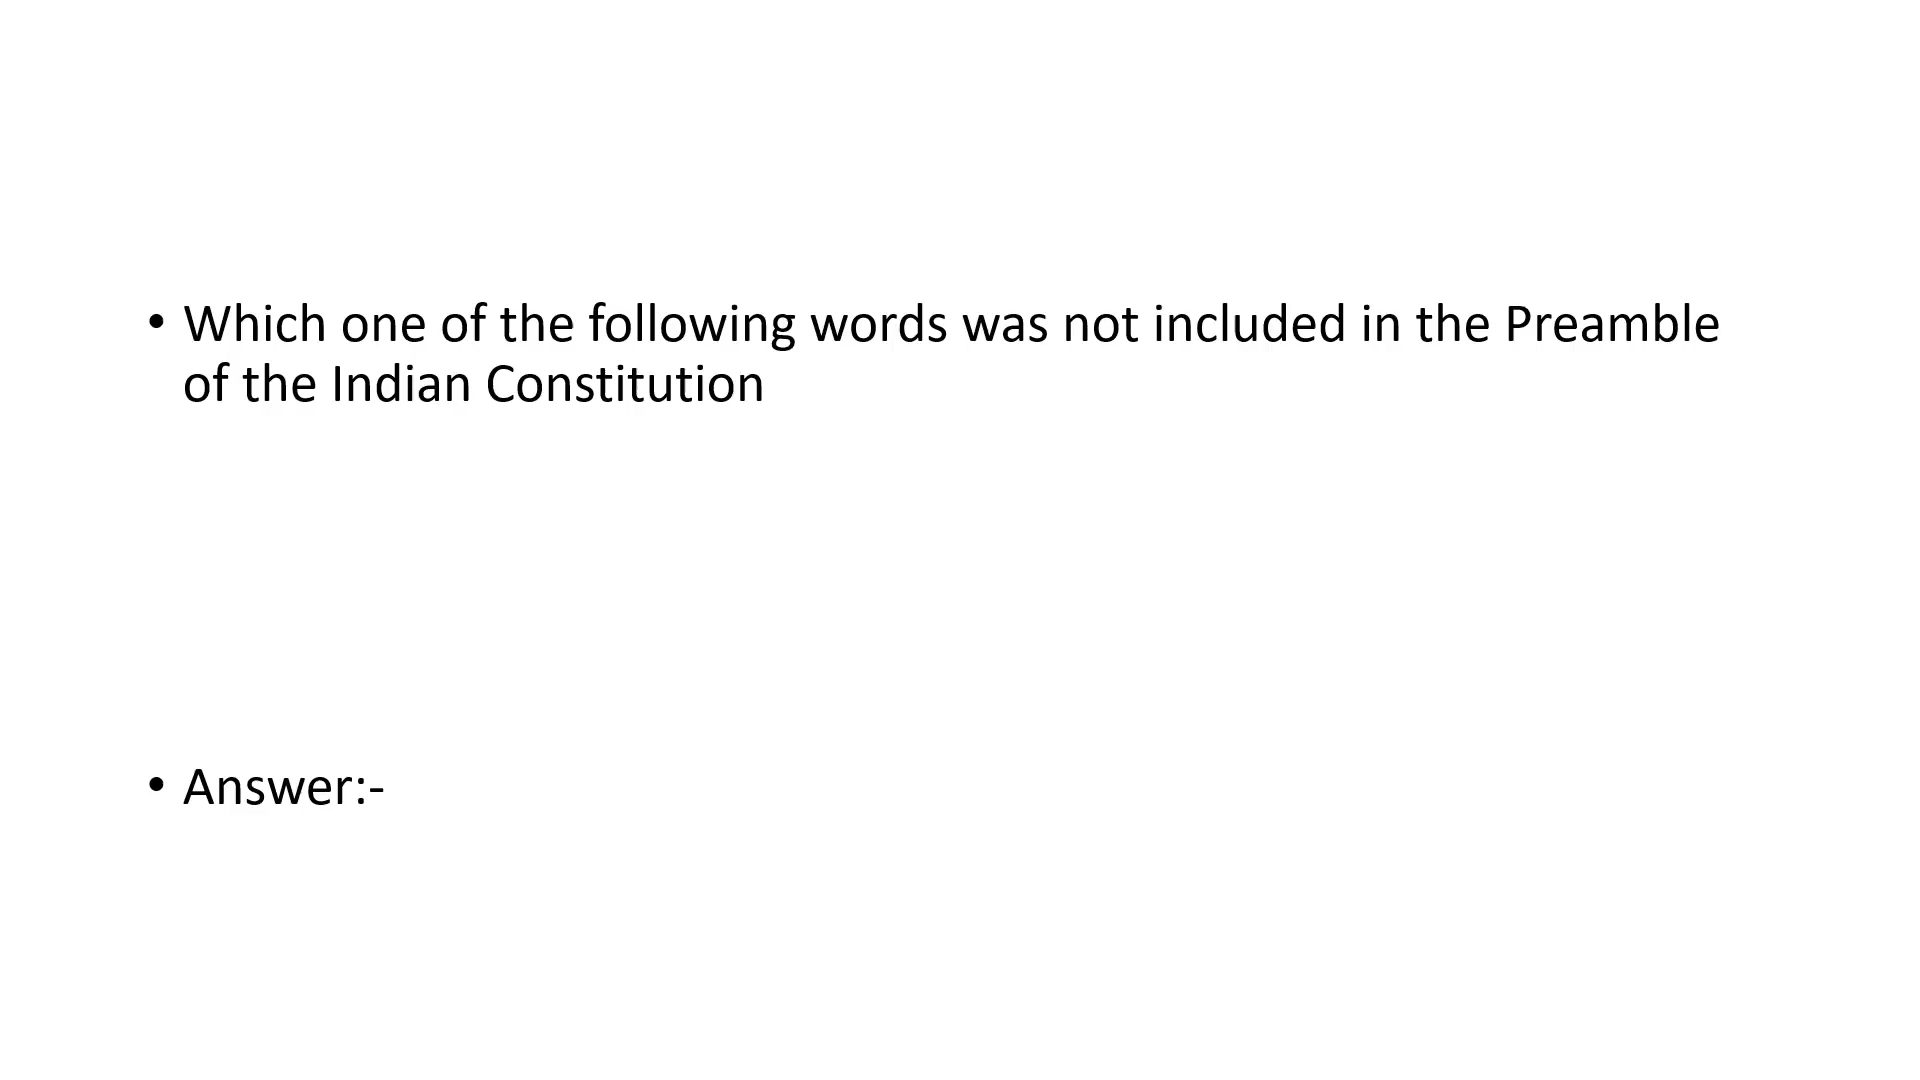 • Which one of the following words was not included in the Preamble
of the Indian Constitution
• Answer:-